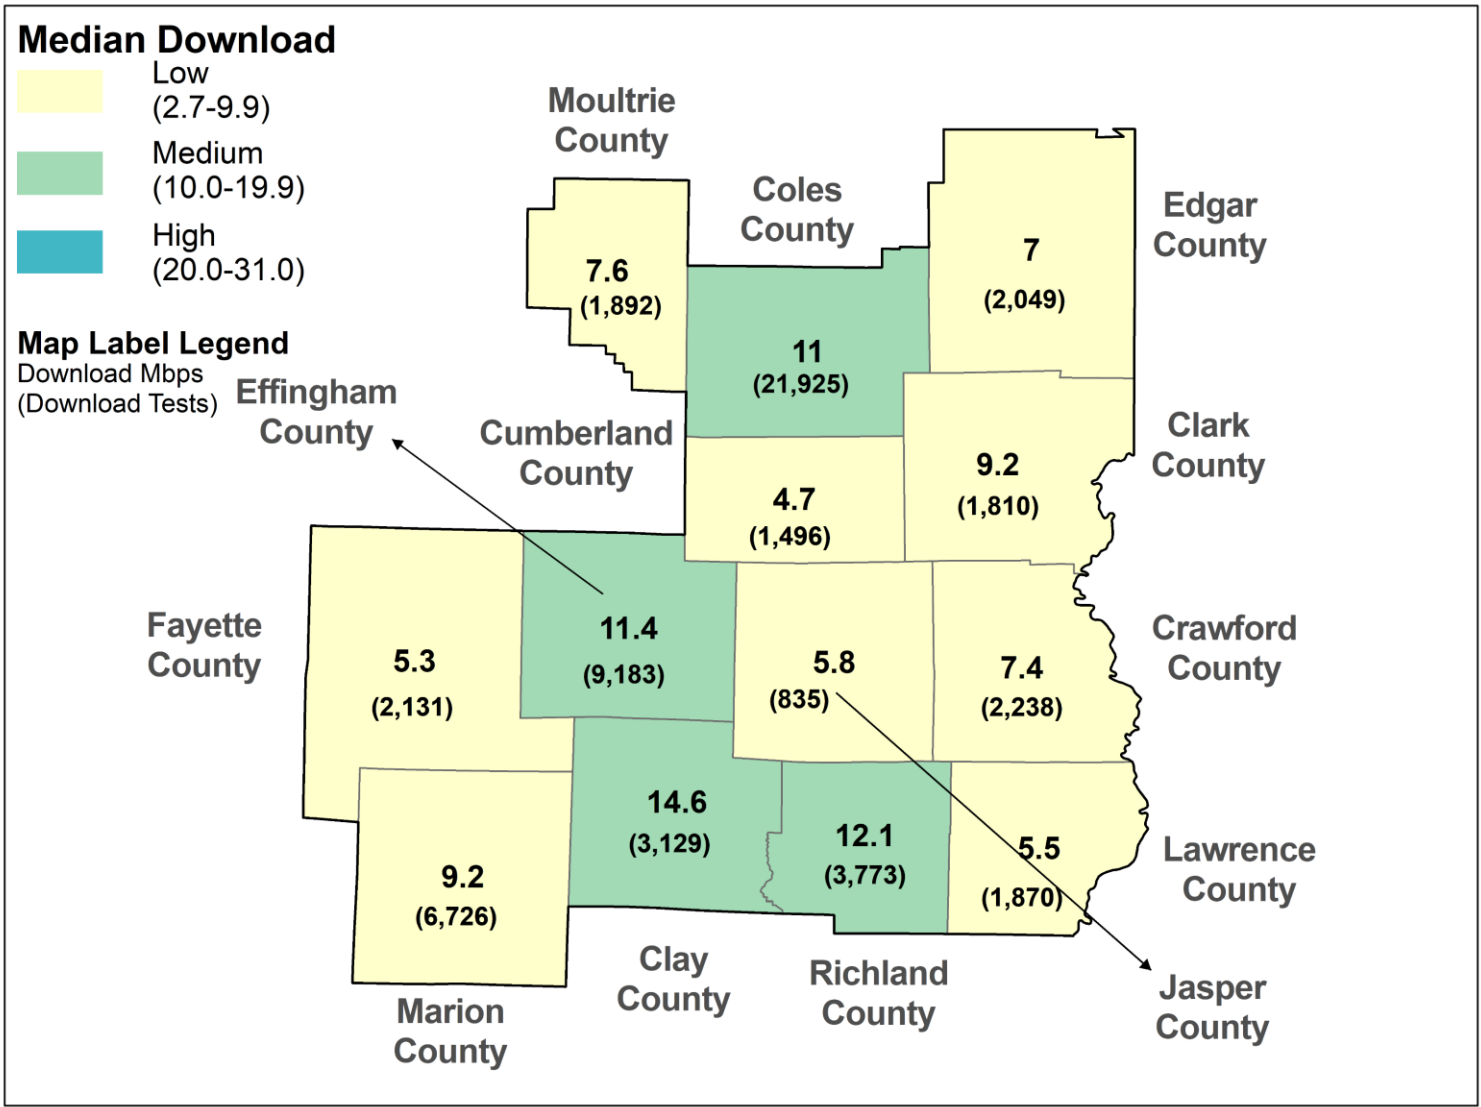 Median Download
Low
(2.7-9.9)
Medium
(10.0-19.9)
High
(20.0-31.0)
Map Label Legend
Download Mbps
(Download Tests)
Moultrie
County
7.6
(1,892)
Coles
County
11
(21,925)
Edgar
County
7
(2,049)
Effingham
County
Cumberland
County
4.7
(1,496)
Clark
County
9.2
(1,810)
Fayette
County
5.3
(2,131)
11.4
(9,183)
5.8
(835)
7.4
(2,238)
Crawford
County
14.6
(3,129)
12.1
(3,773)
5.5
(1,870)
Lawrence
County
9.2
(6,726)
Marion
County
Clay
County
Richland
County
Jasper
County